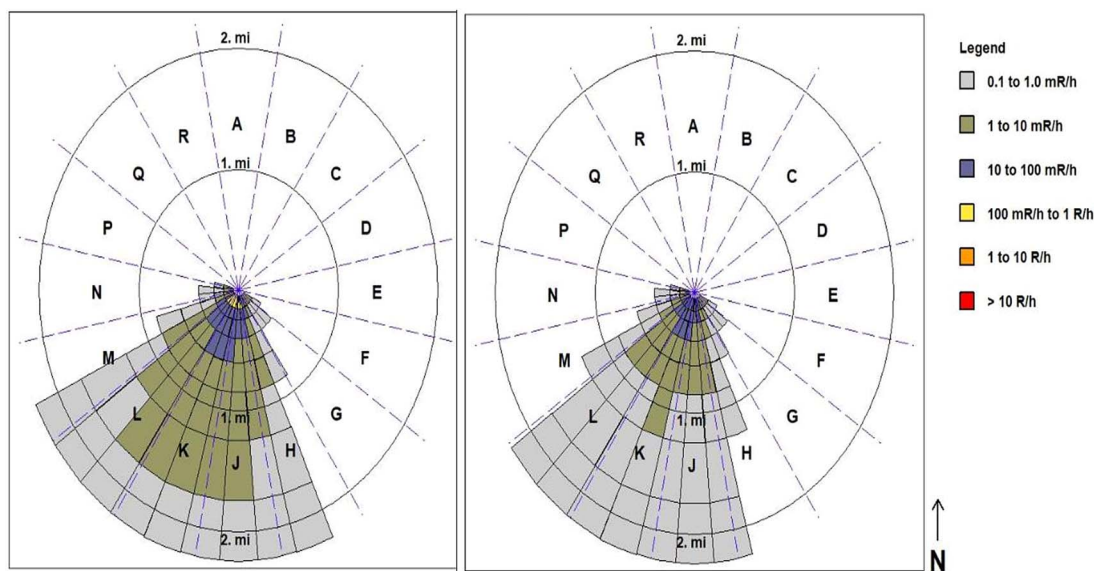 2. mi
R A B
Q 1. mi C
P D
N E
M F
L 1. mi G
K J H
2. mi
2. mi
R A B
Q 1. mi C
P D
N E
M F
L 1. mi G
K J H
2. mi
Legend
0.1 to 1.0 mR/h
1 to 10 mR/h
10 to 100 mR/h
100 mR/h to 1 R/h
1 to 10 R/h
> 10 R/h
N